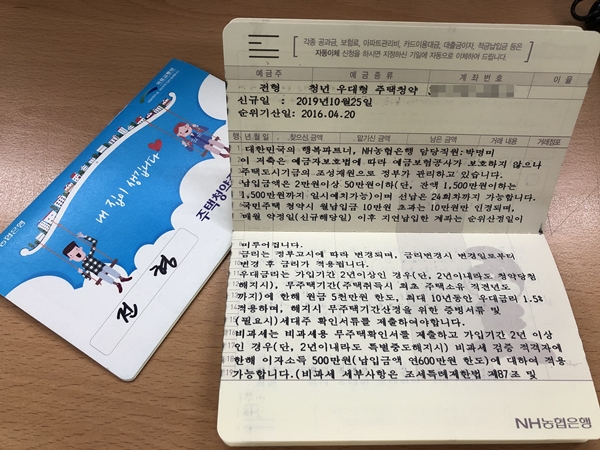 내 집이 생깁니다
주택청약
전 형
각종 공과금, 보험료, 아파트관리비, 카드이용대금, 대출금이자, 적금납입금 등은
자동이체 신청을 하시면 지정하신 기일에 자동으로 이체하여 드립니다.
예금주 예금종류 계좌번호 이율
전형 청년 우대형 주택청약
신규일 : 2019년10월25일
순위기산일: 2016.04.20
행 년.월.일 찾으신 금액 맡기신 금액 남은 금액 거래 내용 거래점포
대한민국의 행복파트너, NH농협은행 담당직원:박명미
이 저축은 예금자보호법에 따라 예금보험공사가 보호하지 않으나
주택도시기금의 조성재원으로 정부가 관리하고 있습니다.
납입금액은 2만원이상 50만원이하(단, 잔액 1,500만원이하는
1,500만원까지 일시예치가능)이며 선납은 24회차까지 가능합니다.
국민주택 청약시 월납입금 10만원 초과는 10만원만 인정되며,
매월 약정일(신규해당일) 이후 지연납입한 계좌는 순위산정일이
미루어집니다.
금리는 정부고시에 따라 변경되며, 금리변경시 변경일로부터
변경 후 금리가 적용됩니다.
우대금리는 가입기간 2년이상인 경우(단, 2년이내라도 청약당첨
해지시), 무주택기간(주택취득시 최초 주택소유 직전년도
까지)에 한해 원금 5천만원 한도, 최대 10년동안 우대금리 1.5%
적용하며, 해지시 무주택기간산정을 위한 증명서류 및
(필요시)세대주 확인서류를 제출하여야합니다.
비과세는 비과세용 무주택확인서를 제출하고 가입기간 2년 이상
인 경우(단, 2년이내라도 특별중도해지시) 비과세 검증 적격자에
한해 이자소득 500만원(납입금액 연600만원 한도)에 대하여 적용
가능합니다.(비과세 세부사항은 조세특례제한법 제87조 및
NH농협은행